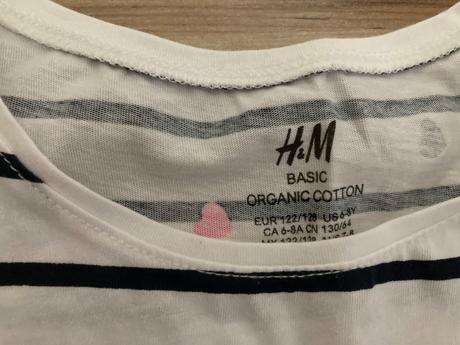 H&M
BASIC
ORGANIC COTTON
EUR 122/128 US 6-8Y
CA 6-8A CN 130/64